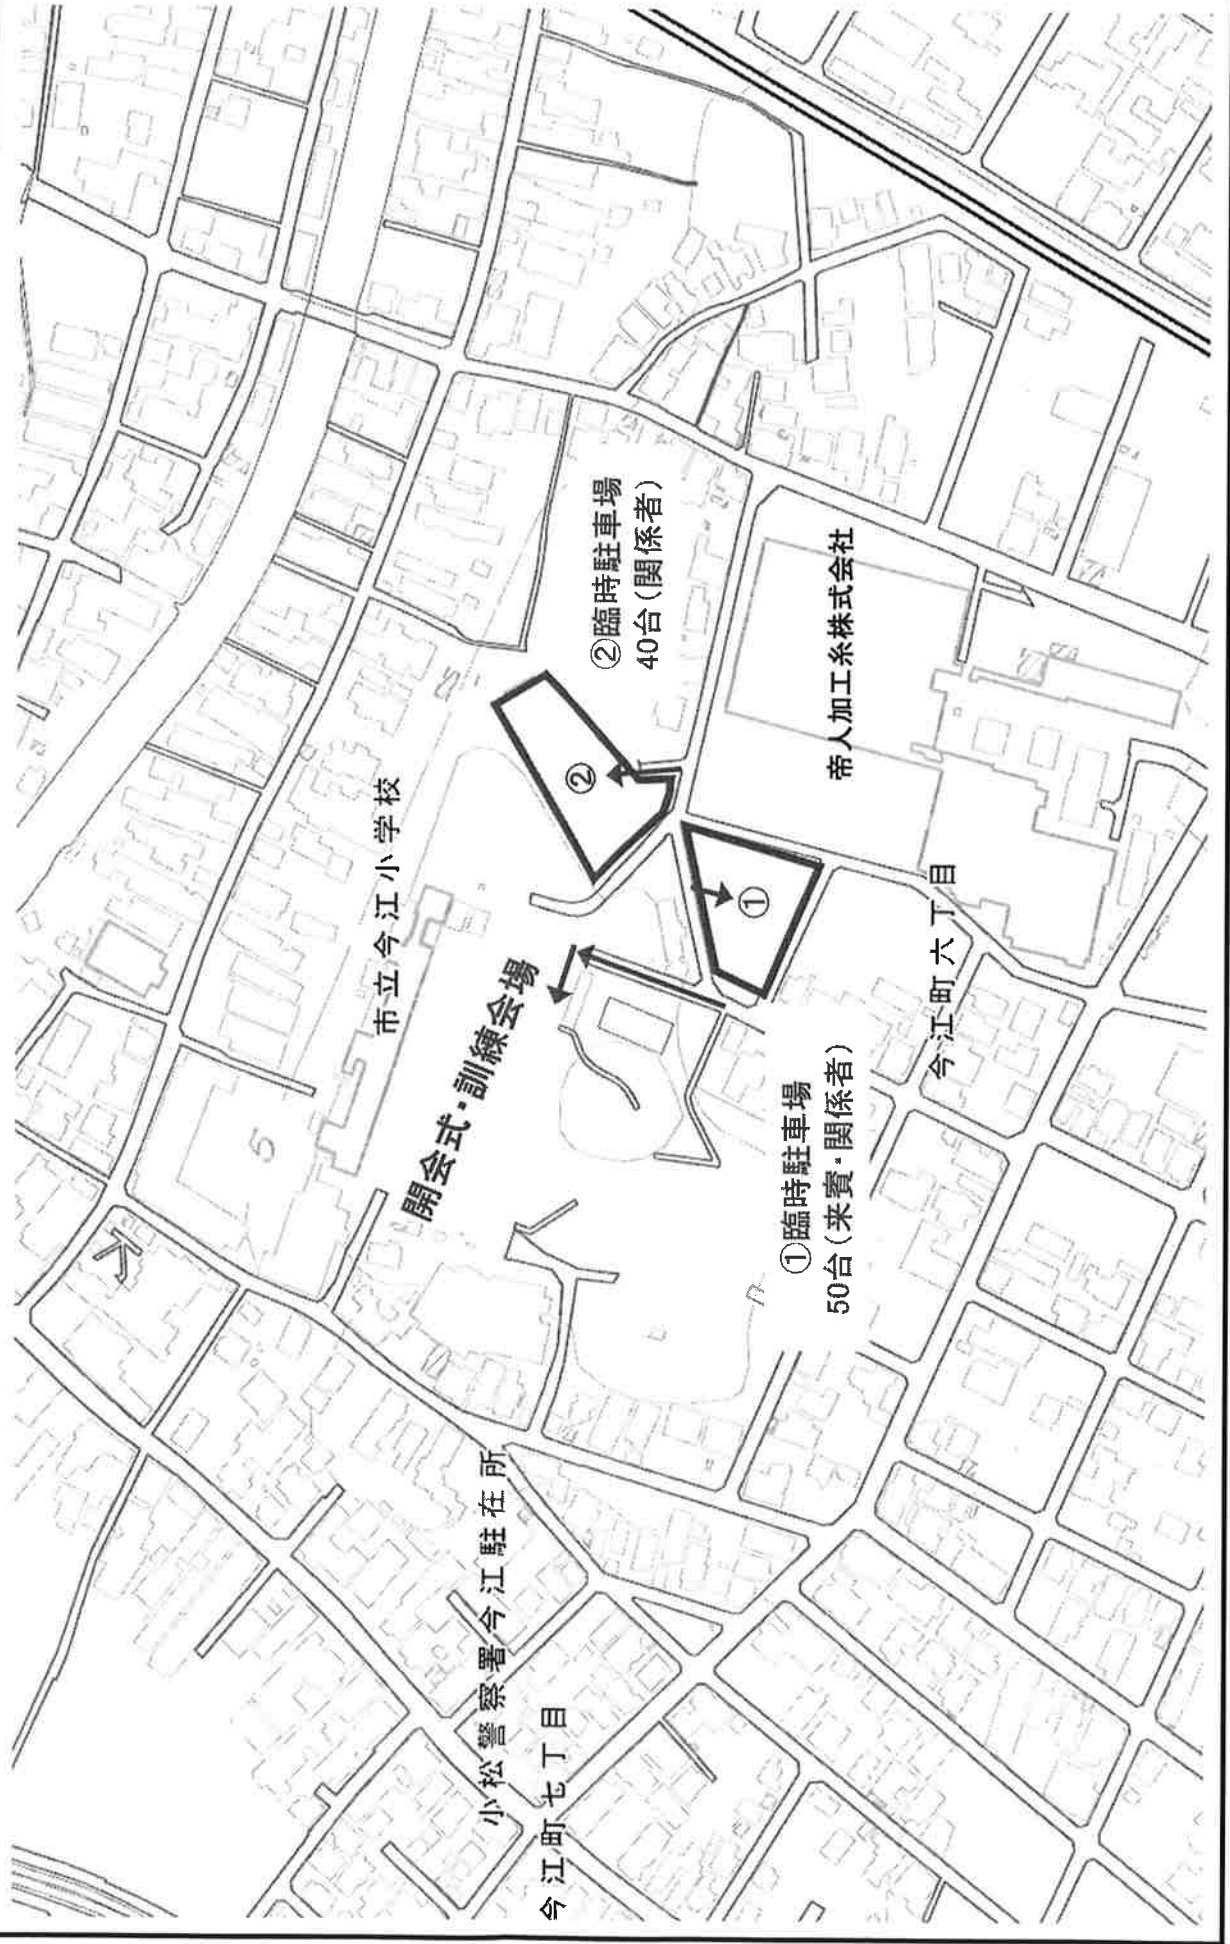 市立今江小学校
開会式・訓練会場
②臨時駐車場
40台(関係者)
②
①
帝人加工糸株式会社
①臨時駐車場
50台(来賓・関係者)
今江町六丁目
小松警察署今江駐在所
今江町七丁目